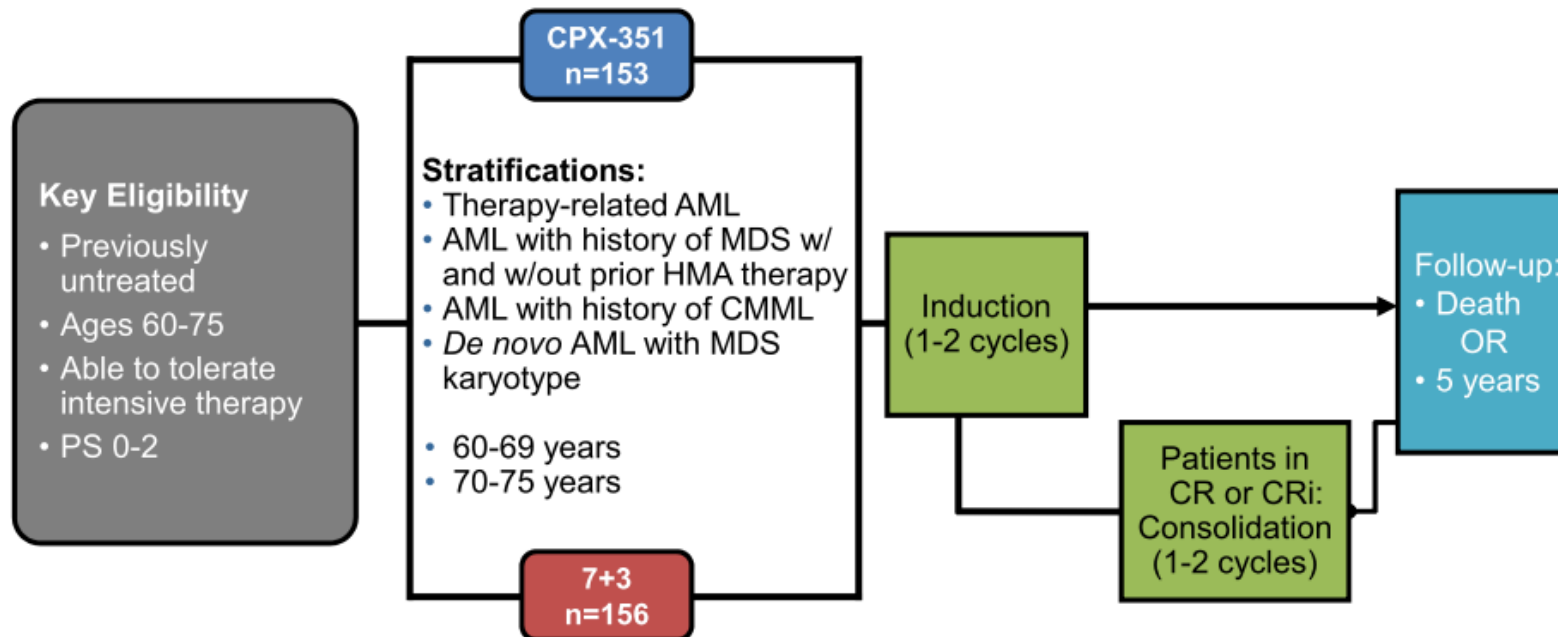 CPX-351
n=153
Key Eligibility
• Previously
untreated
• Ages 60-75
• Able to tolerate
intensive therapy
• PS 0-2
Stratifications:
• Therapy-related AML
• AML with history of MDS w/
and w/out prior HMA therapy
• AML with history of CMML
• De novo AML with MDS
karyotype
• 60-69 years
• 70-75 years
7+3
n=156
Induction
(1-2 cycles)
Patients in
CR or CRi:
Consolidation
(1-2 cycles)
Follow-up:
• Death
OR
• 5 years